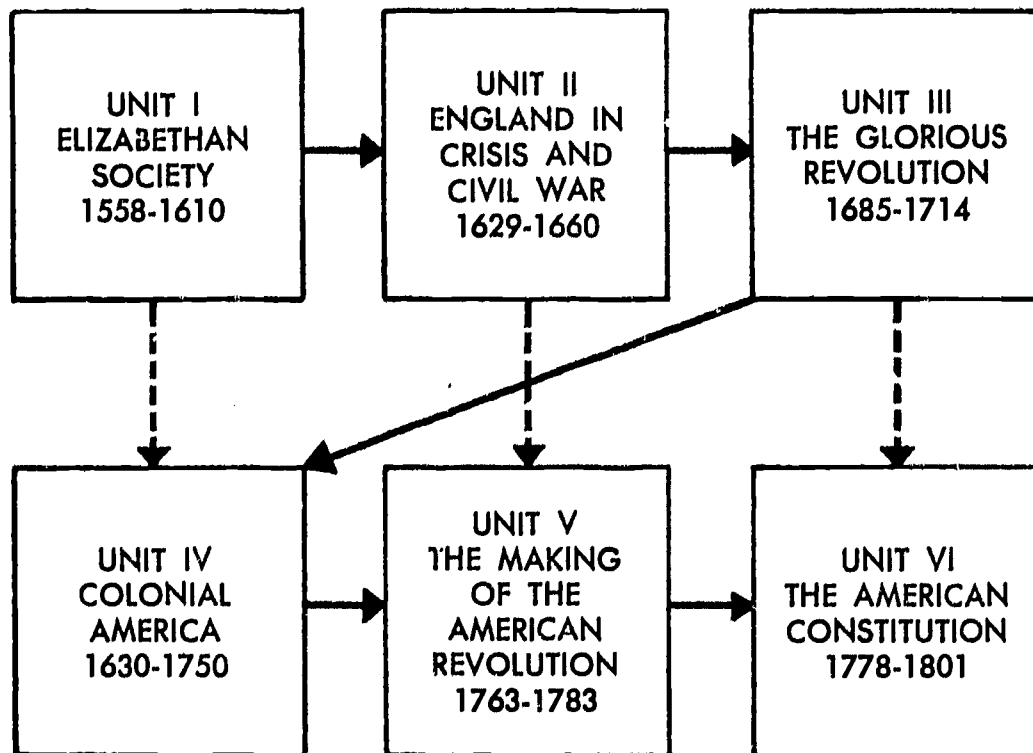 UNIT I
ELIZABETHAN
SOCIETY
1558-1610
UNIT II
ENGLAND IN
CRISIS AND
CIVIL WAR
1629-1660
UNIT III
THE GLORIOUS
REVOLUTION
1685-1714
UNIT IV
COLONIAL
AMERICA
1630-1750
UNIT V
THE MAKING
OF THE
AMERICAN
REVOLUTION
1763-1783
UNIT VI
THE AMERICAN
CONSTITUTION
1778-1801